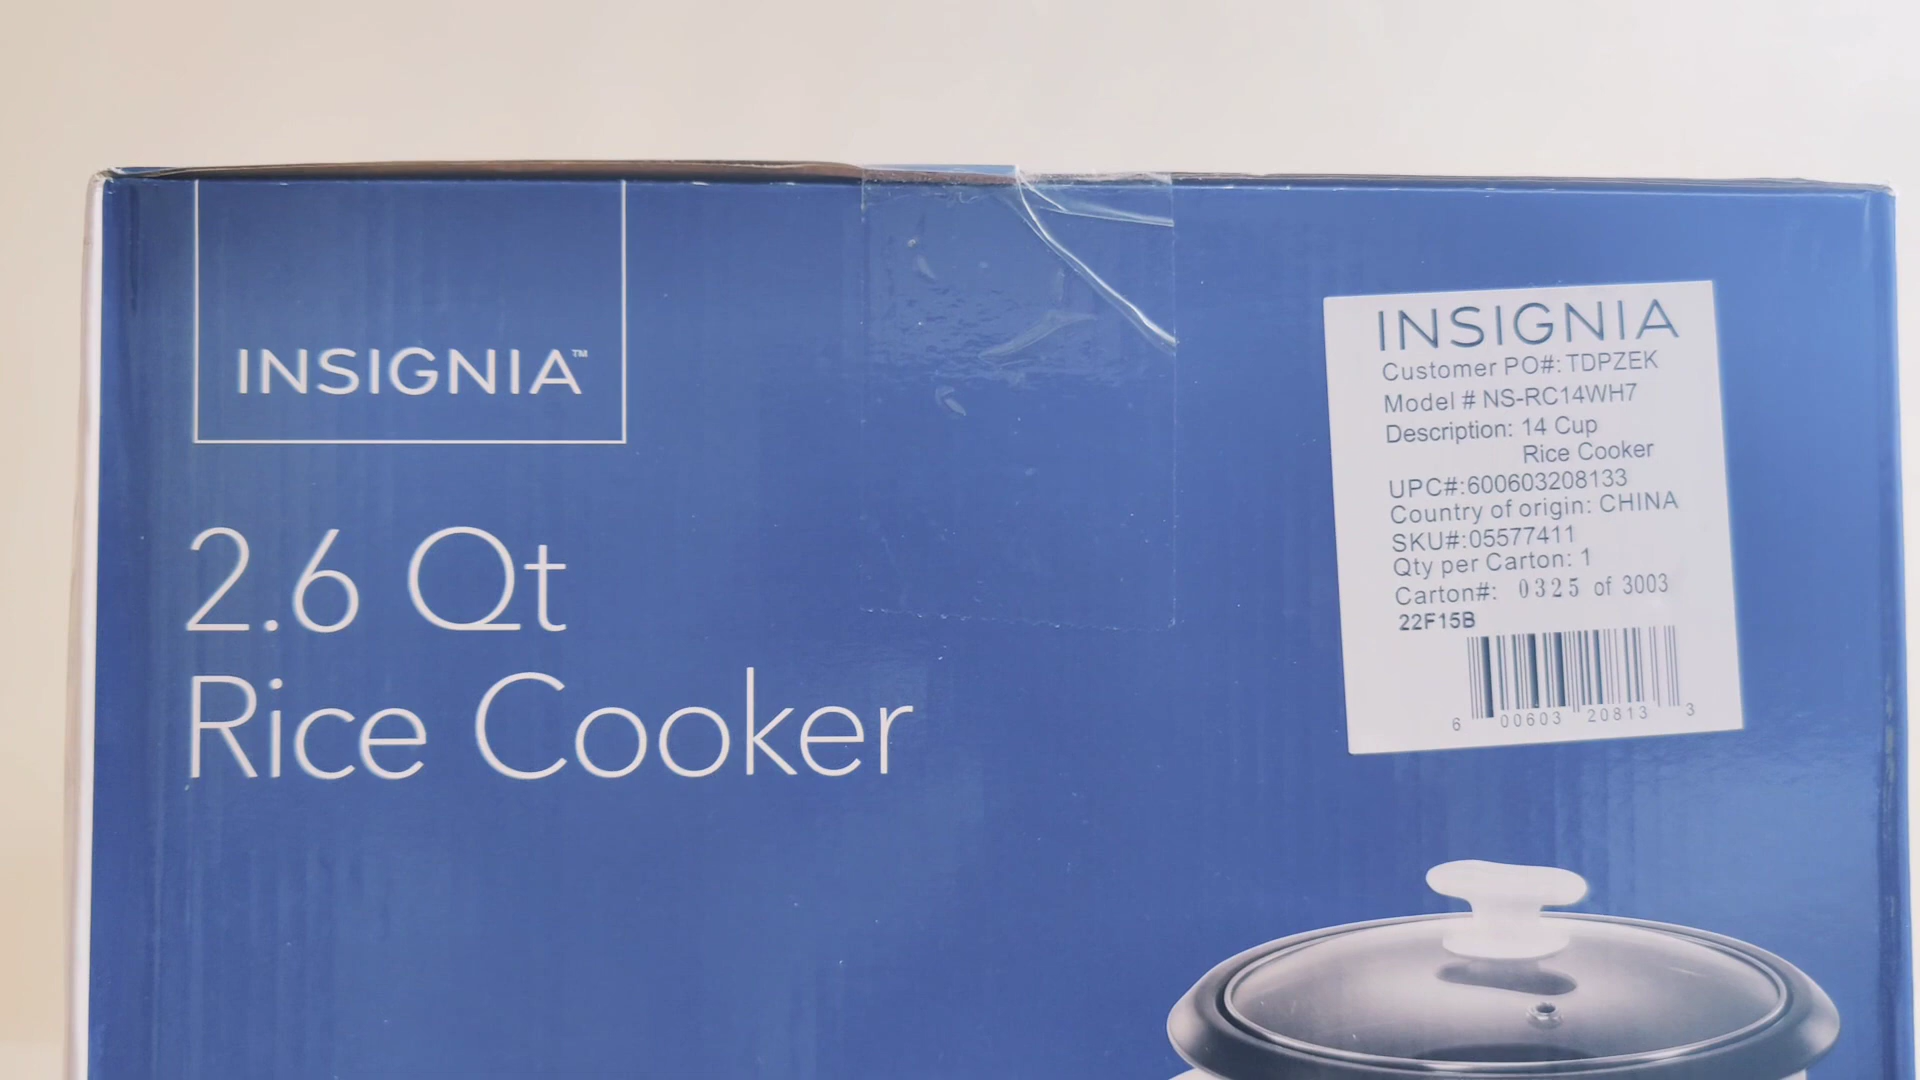 INSIGNIA™
2.6 Qt
Rice Cooker
INSIGNIA
Customer PO#: TDPZEK
Model # NS-RC14WH7
Description: 14 Cup
Rice Cooker
UPC#:600603208133
Country of origin: CHINA
SKU#:05577411
Qty per Carton: 1
Carton#: 0325 of 3003
22F15B
6 00603 20813 3